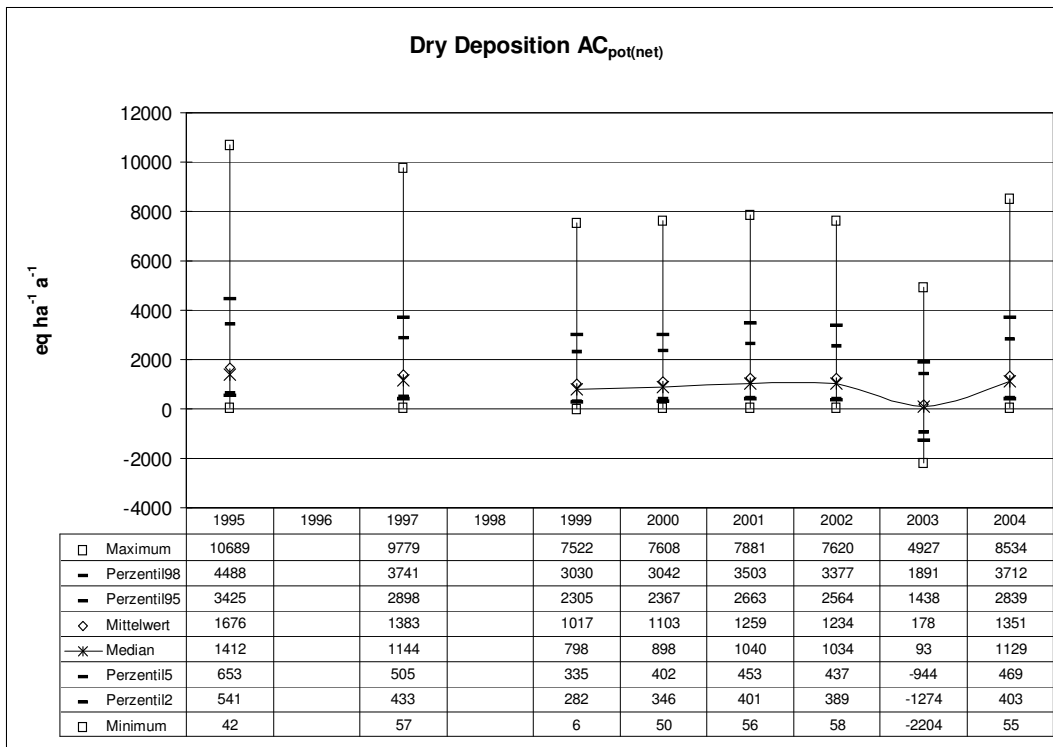 Dry Deposition ACpot(net)
eq ha-1 a-1
12000
10000
8000
6000
4000
2000
0
-2000
-4000
1995 1996 1997 1998 1999 2000 2001 2002 2003 2004
Maximum 10689 9779 7522 7608 7881 7620 4927 8534
Perzentil98 4488 3741 3030 3042 3503 3377 1891 3712
Perzentil95 3425 2898 2305 2367 2663 2564 1438 2839
Mittelwert 1676 1383 1017 1103 1259 1234 178 1351
Median 1412 1144 798 898 1040 1034 93 1129
Perzentil5 653 505 335 402 453 437 -944 469
Perzentil2 541 433 282 346 401 389 -1274 403
Minimum 42 57 6 50 56 58 -2204 55